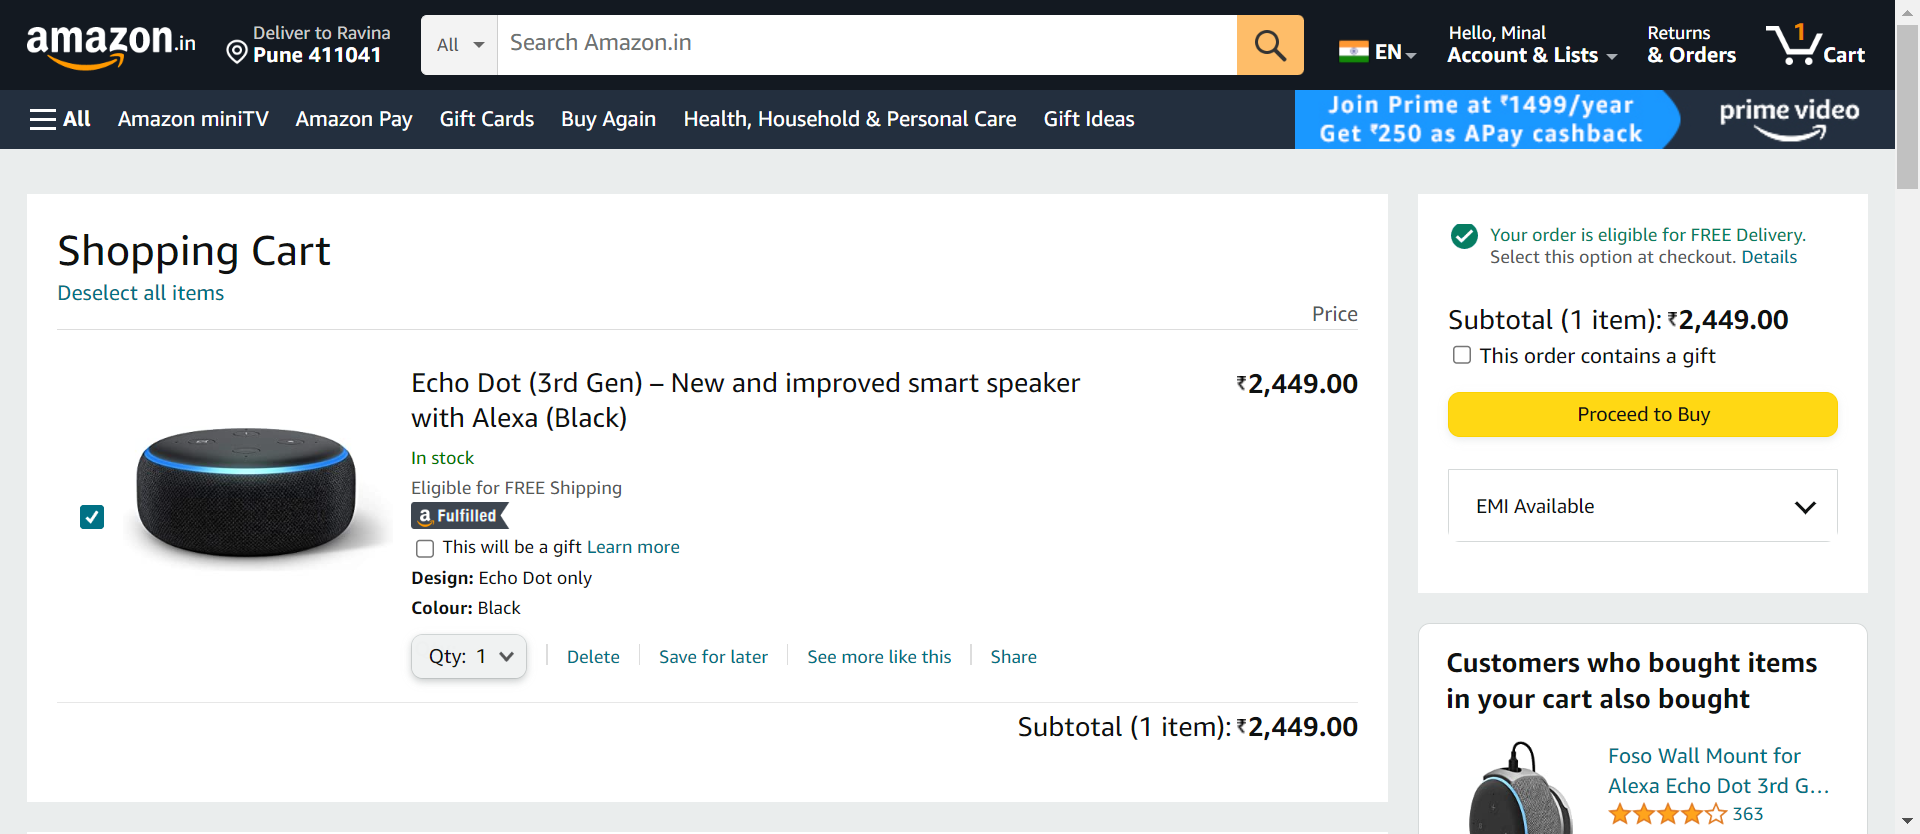 amazon.in
Deliver to Ravina
Pune 411041
All
Search Amazon.in
EN
Hello, Minal
Account & Lists
Returns
& Orders
1
Cart
All
Amazon miniTV
Amazon Pay
Gift Cards
Buy Again
Health, Household & Personal Care
Gift Ideas
Join Prime at ₹1499/year
Get ₹250 as APay cashback
prime video
Shopping Cart
Deselect all items
Price
Echo Dot (3rd Gen) – New and improved smart speaker
with Alexa (Black)
₹2,449.00
In stock
Eligible for FREE Shipping
a Fulfilled
This will be a gift Learn more
Design: Echo Dot only
Colour: Black
Qty: 1
Delete
Save for later
See more like this
Share
Subtotal (1 item): ₹2,449.00
Your order is eligible for FREE Delivery.
Select this option at checkout. Details
Subtotal (1 item): ₹2,449.00
This order contains a gift
Proceed to Buy
EMI Available
Customers who bought items
in your cart also bought
Foso Wall Mount for
Alexa Echo Dot 3rd G…
363